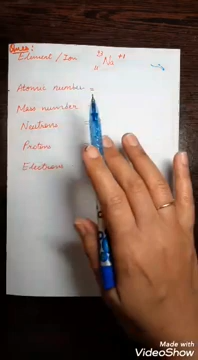 Ques:
Element / Ion 23 11 Na +1
Atomic number =
Mass number
Neutrons
Protons
Electrons
Made with
VideoShow